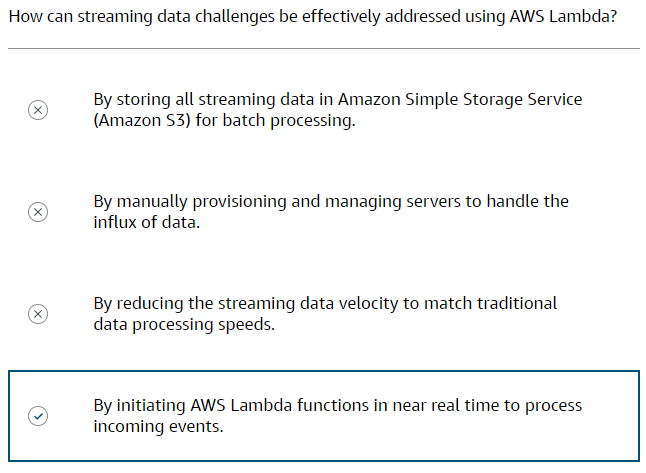 How can streaming data challenges be effectively addressed using AWS Lambda?
By storing all streaming data in Amazon Simple Storage Service
(Amazon S3) for batch processing.
By manually provisioning and managing servers to handle the
influx of data.
By reducing the streaming data velocity to match traditional
data processing speeds.
By initiating AWS Lambda functions in near real time to process
incoming events.